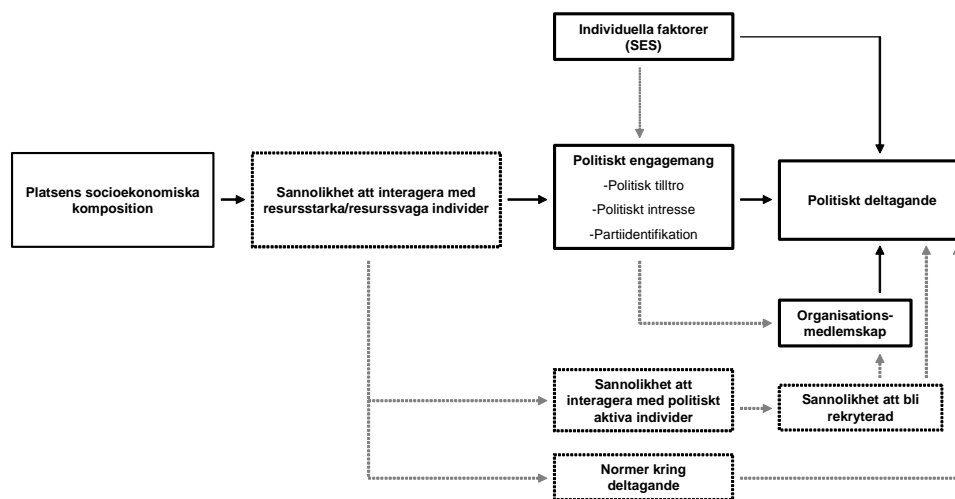 Individuella faktorer
(SES)
Platsens socioekonomiska
komposition
Sannolikhet att interagera med
resursstarka/resurssvaga individer
Politiskt engagemang
-Politisk tilltro
-Politiskt intresse
-Partiidentifikation
Politiskt deltagande
Organisations-
medlemskap
Sannolikhet att
interagera med politiskt
aktiva individer
Sannolikhet att bli
rekryterad
Normer kring
deltagande